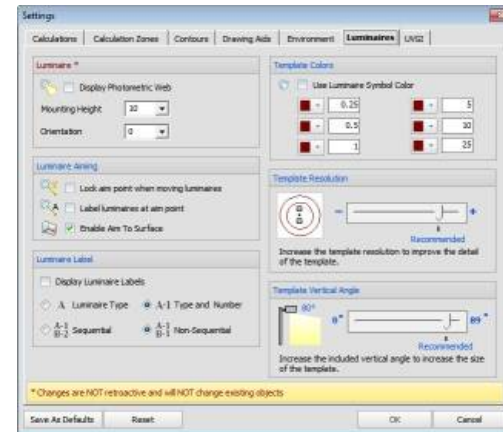 Settings
Calculations Calculation Zones Contours Drawing Aids Environment Luminaires UVGI
Luminaire *
Display Photometric Web
Mounting Height 10
Orientation 0
Luminaire Aiming
Lock aim point when moving luminaires
A Label luminaires at aim point
Enable Aim To Surface
Luminaire Label
Display Luminaire Labels
A Luminaire Type A-1 Type and Number
A-1 B-2 Sequential A-1 B-1 Non-Sequential
Template Colors
Use Luminaire Symbol Color
0.25 5
0.5 10
1 25
Template Resolution
- +
Recommended
Increase the template resolution to improve the detail
of the template.
Template Vertical Angle
80°
0° 89°
Recommended
Increase the included vertical angle to increase the size
of the template.
* Changes are NOT retroactive and will NOT change existing objects
Save As Defaults Reset OK Cancel